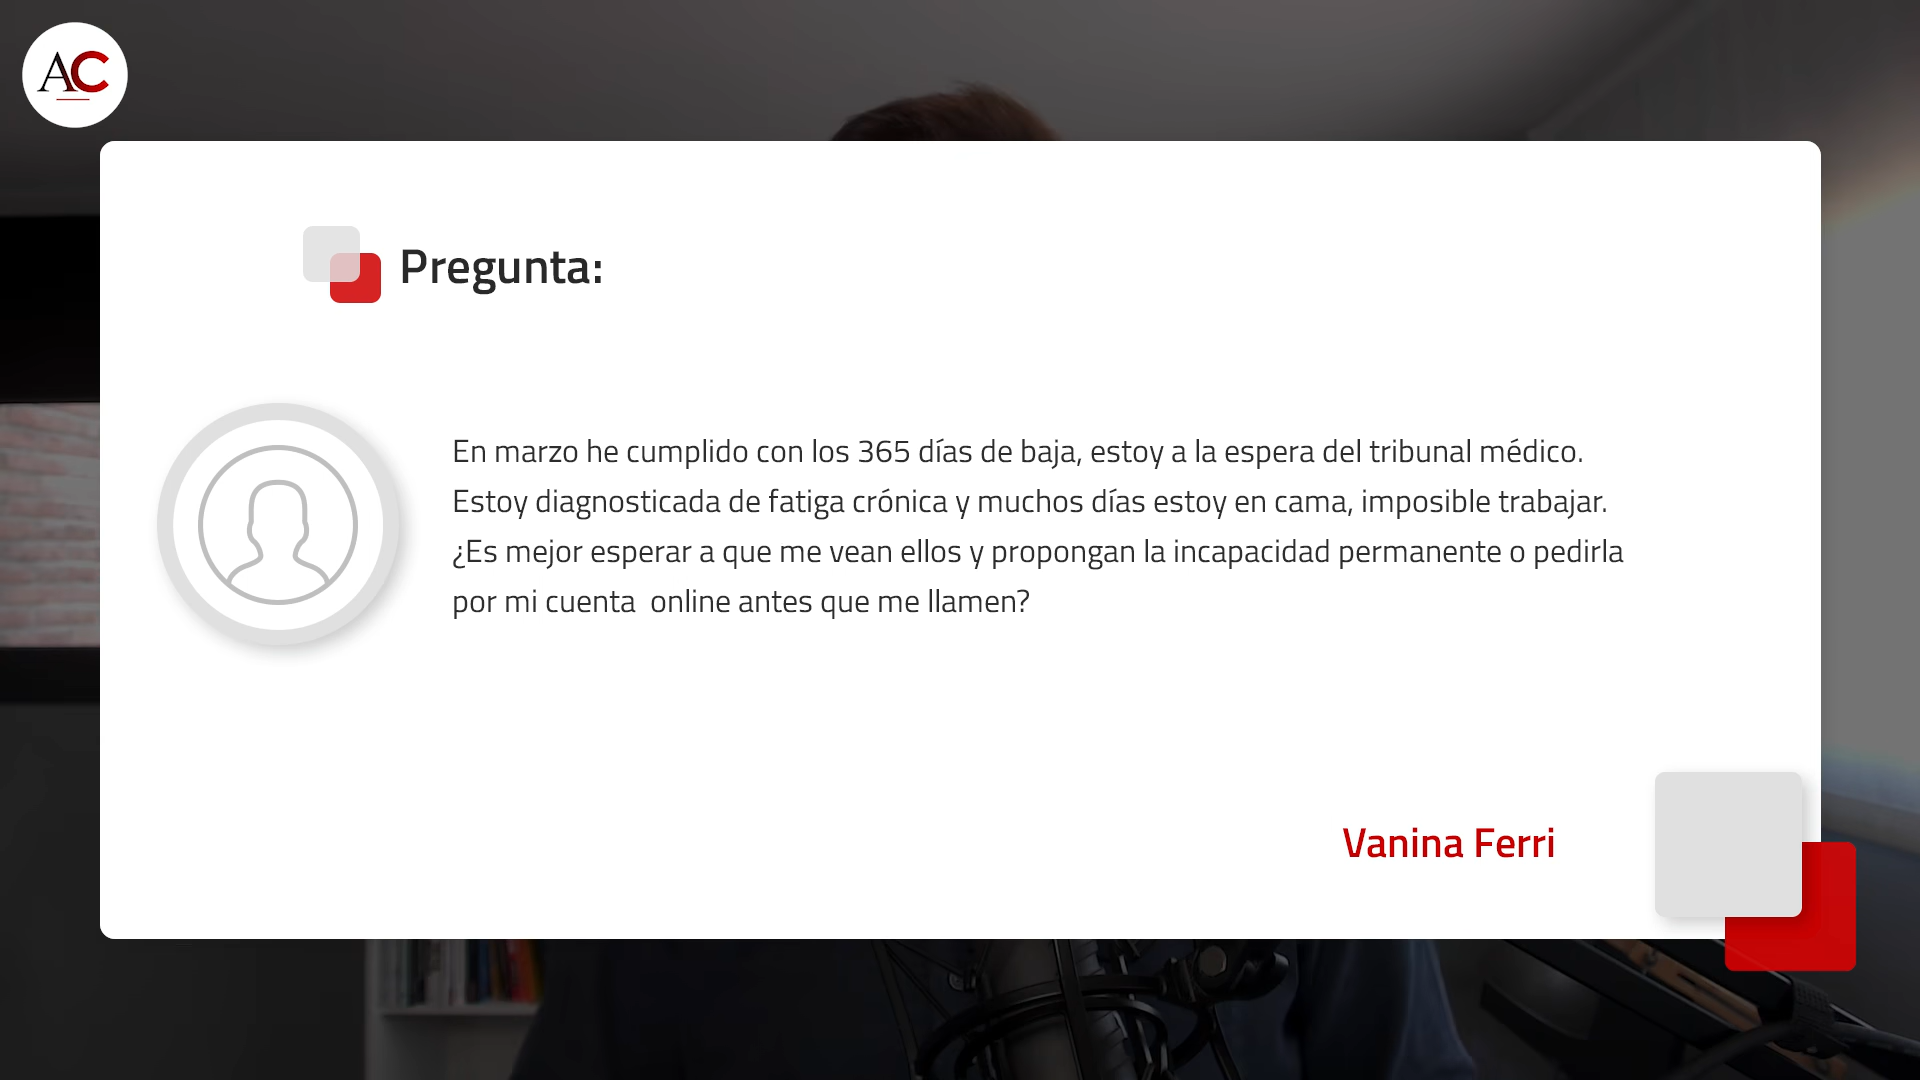 AC
Pregunta:
En marzo he cumplido con los 365 días de baja, estoy a la espera del tribunal médico.
Estoy diagnosticada de fatiga crónica y muchos días estoy en cama, imposible trabajar.
¿Es mejor esperar a que me vean ellos y propongan la incapacidad permanente o pedirla
por mi cuenta  online antes que me llamen?
Vanina Ferri